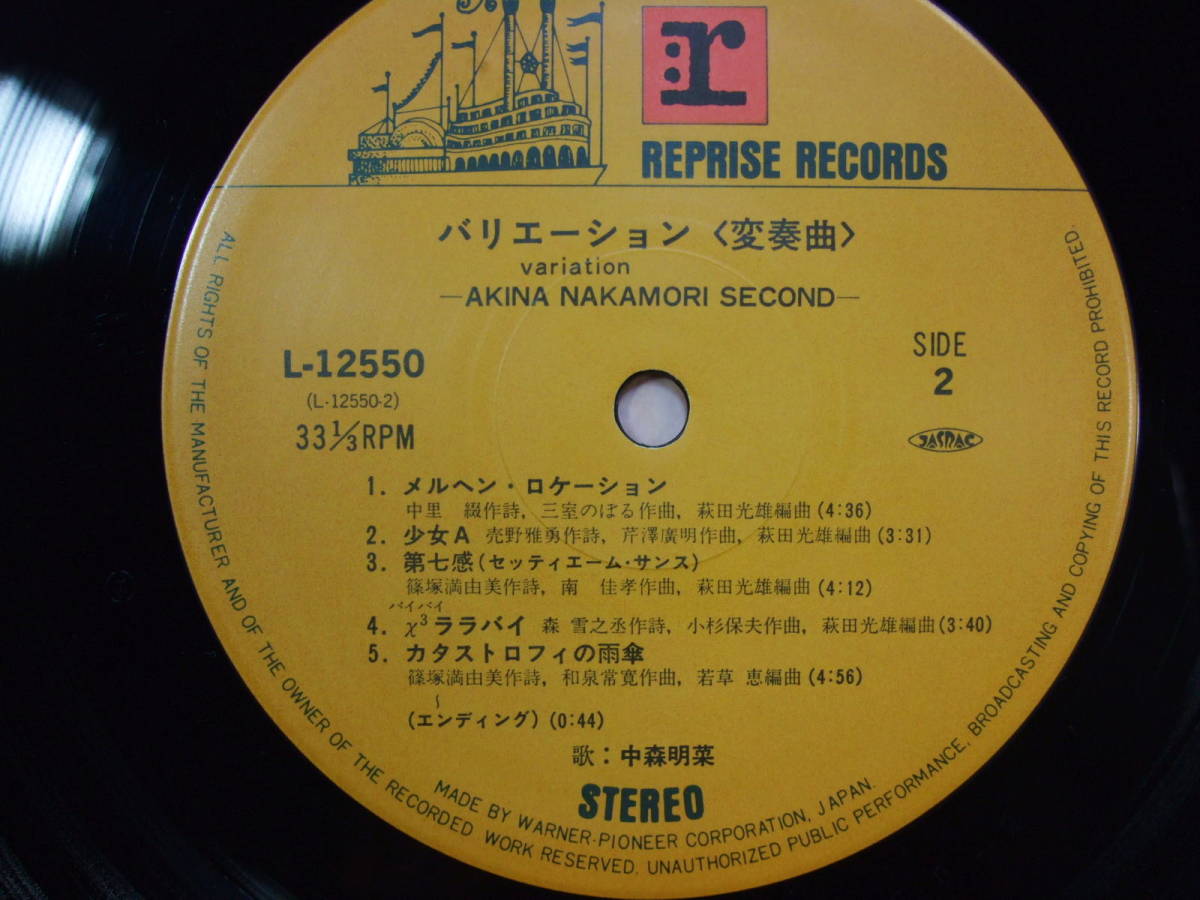 r
REPRISE RECORDS
バリエーション〈変奏曲〉
variation
—AKINA NAKAMORI SECOND—
L-12550
(L-12550-2)
33⅓RPM
SIDE
2
JASRAC
1. メルヘン・ロケーション
中里 綴作詩, 三室のぼる作曲, 萩田光雄編曲(4:36)
2. 少女A 売野雅勇作詩, 芹澤廣明作曲, 萩田光雄編曲(3:31)
3. 第七感(セッティエーム・サンス)
篠塚満由美作詩, 南 佳孝作曲, 萩田光雄編曲(4:12)
バイバイ
4. χ³ララバイ 森 雪之丞作詩, 小杉保夫作曲, 萩田光雄編曲(3:40)
5. カタストロフィの雨傘
篠塚満由美作詩, 和泉常寛作曲, 若草 恵編曲(4:56)
〜
(エンディング)(0:44)
歌：中森明菜
STEREO
MADE BY WARNER-PIONEER CORPORATION, JAPAN.
ALL RIGHTS OF THE MANUFACTURER AND OF THE OWNER OF THE RECORDED WORK RESERVED. UNAUTHORIZED PUBLIC PERFORMANCE, BROADCASTING AND COPYING OF THIS RECORD PROHIBITED.